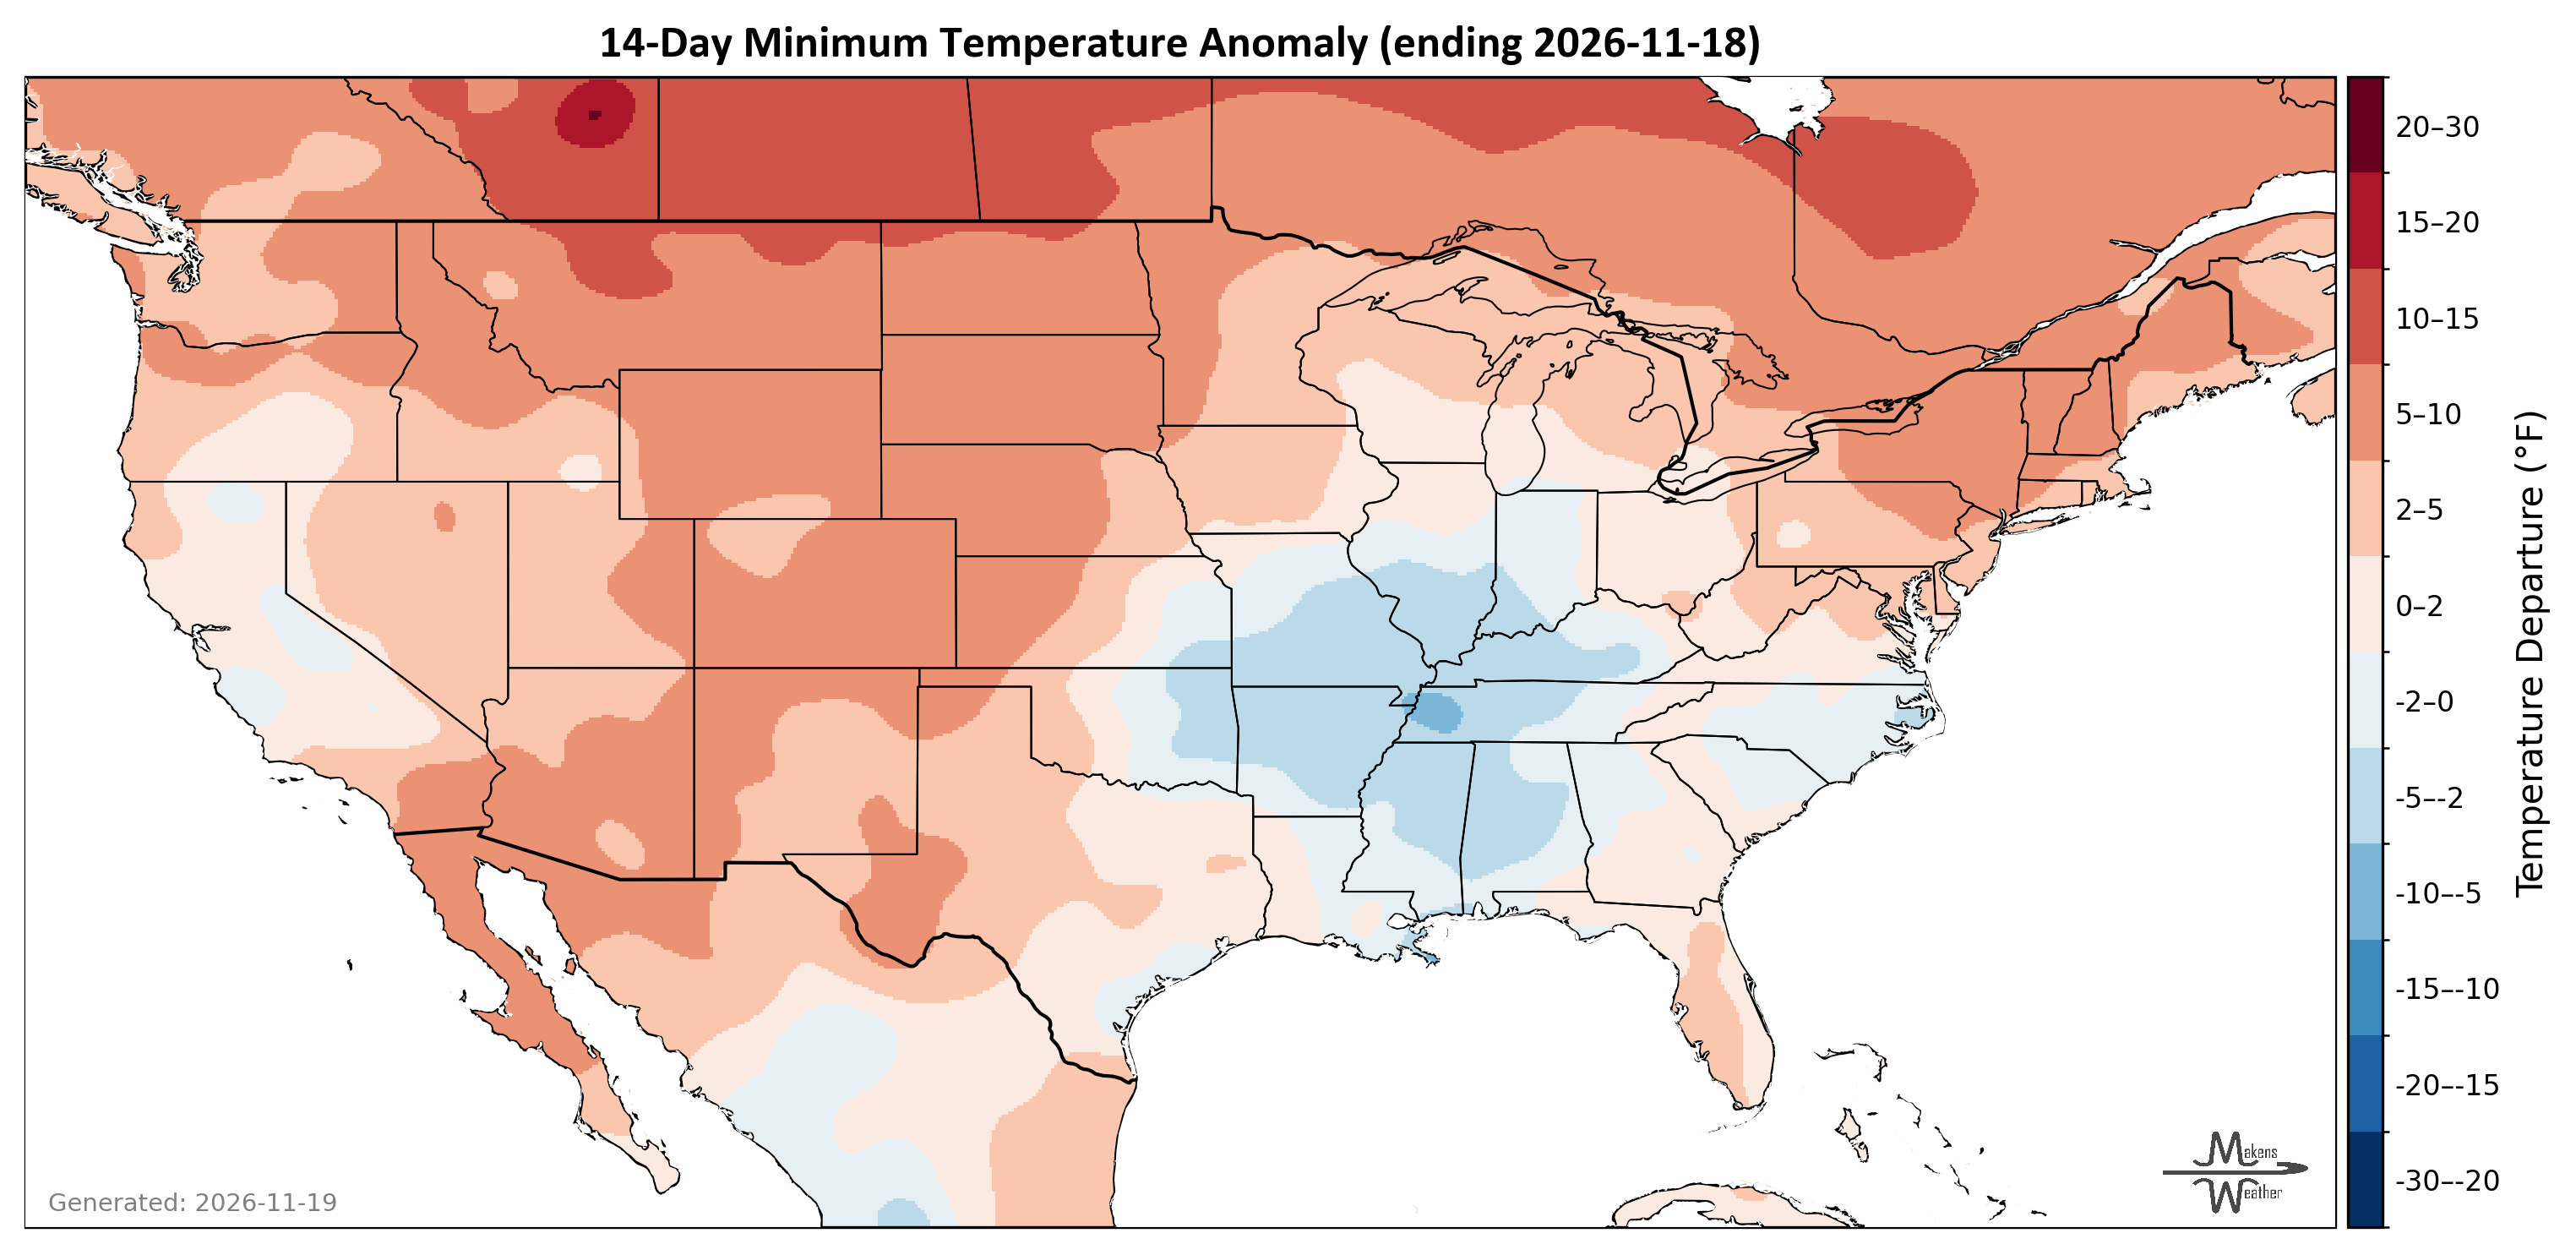 14-Day Minimum Temperature Anomaly (ending 2026-11-18)
20–30
15–20
10–15
5–10
2–5
0–2
-2–0
-5–-2
-10–-5
-15–-10
-20–-15
-30–-20
Temperature Departure (°F)
Generated: 2026-11-19
Makens
Weather